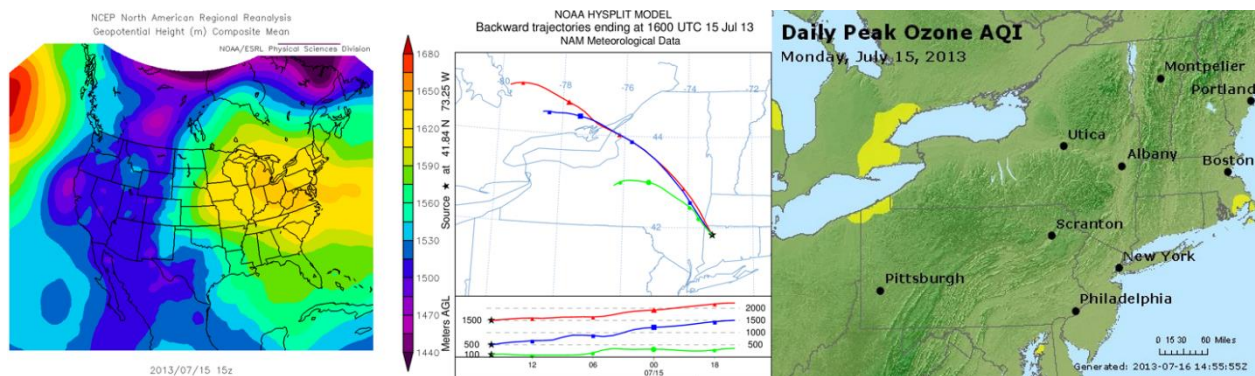 NCEP North American Regional Reanalysis
Geopotential Height (m) Composite Mean
NOAA/ESRL Physical Sciences Division
1680
1650
1620
1590
1560
1530
1500
1470
1440
2013/07/15 15z
NOAA HYSPLIT MODEL
Backward trajectories ending at 1600 UTC 15 Jul 13
NAM Meteorological Data
Source ★ at 41.84 N 73.25 W
-80
-78
-76
-74
-72
44
42
Meters AGL
2000
1500
1500
1000
500
500
100
12
06
00
18
07/15
Daily Peak Ozone AQI
Monday, July 15, 2013
Montpelier
Portland
Utica
Albany
Boston
Scranton
New York
Pittsburgh
Philadelphia
0 15 30 60 Miles
Generated: 2013-07-16 14:55:55Z